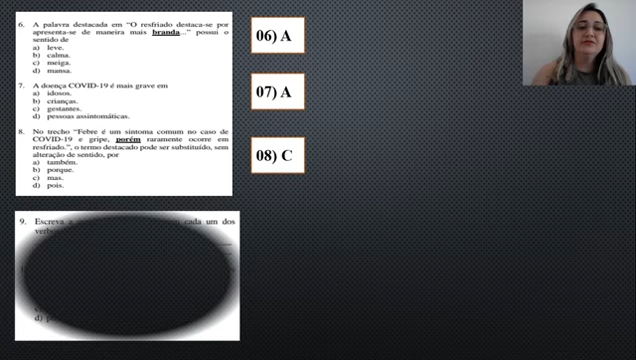 6. A palavra destacada em “O resfriado destaca-se por
apresenta-se de maneira mais branda...” possui o
sentido de
a) leve.
b) calma.
c) meiga.
d) mansa.
7. A doença COVID-19 é mais grave em
a) idosos.
b) crianças.
c) gestantes.
d) pessoas assintomáticas.
8. No trecho “Febre é um sintoma comum no caso de
COVID-19 e gripe, porém raramente ocorre em
resfriado.”, o termo destacado pode ser substituído, sem
alteração de sentido, por
a) também.
b) porque.
c) mas.
d) pois.
06) A
07) A
08) C
9. Escreva cada um dos
d)